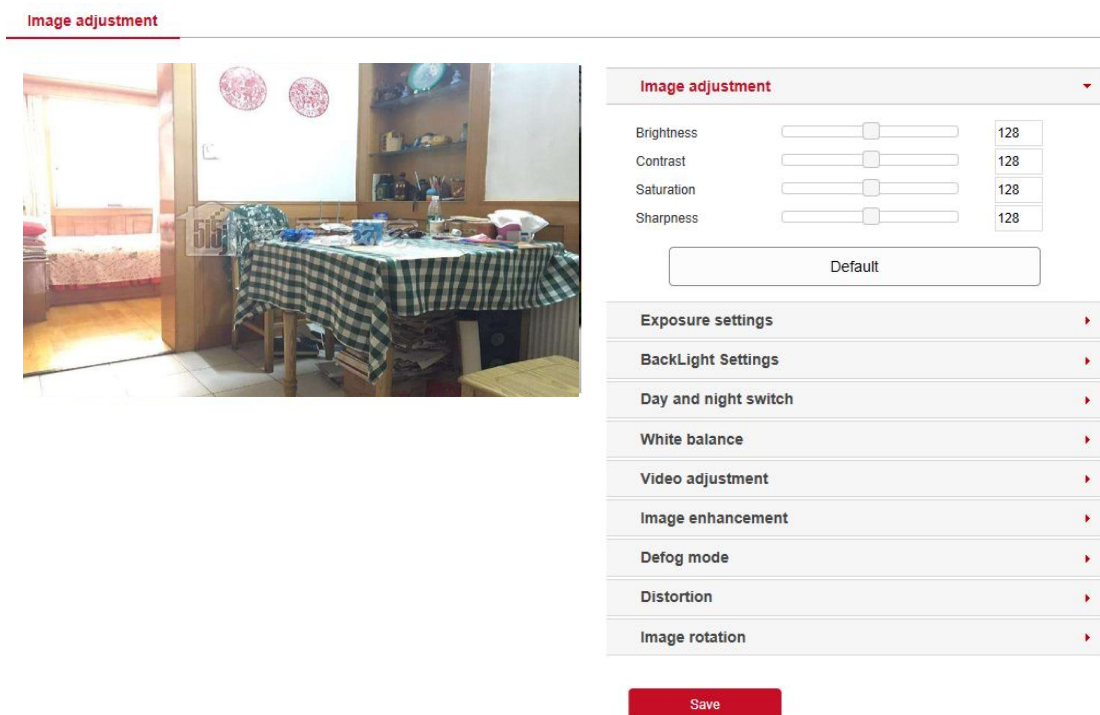 Image adjustment
Image adjustment
Brightness 128
Contrast 128
Saturation 128
Sharpness 128
Default
Exposure settings
BackLight Settings
Day and night switch
White balance
Video adjustment
Image enhancement
Defog mode
Distortion
Image rotation
Save